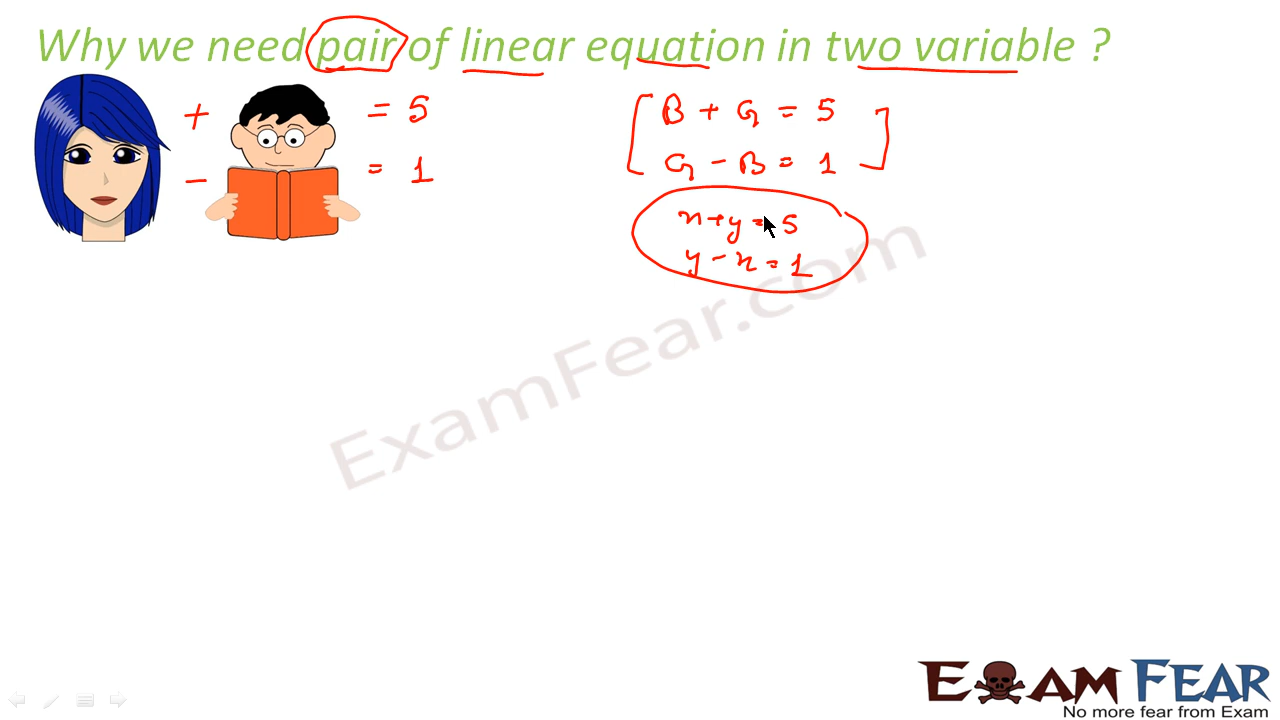 Why we need pair of linear equation in two variable ?
+ = 5
- = 1
B + G = 5
G - B = 1
x + y = 5
y - x = 1
ExamFear.com
EXAM FEAR
No more fear from Exam